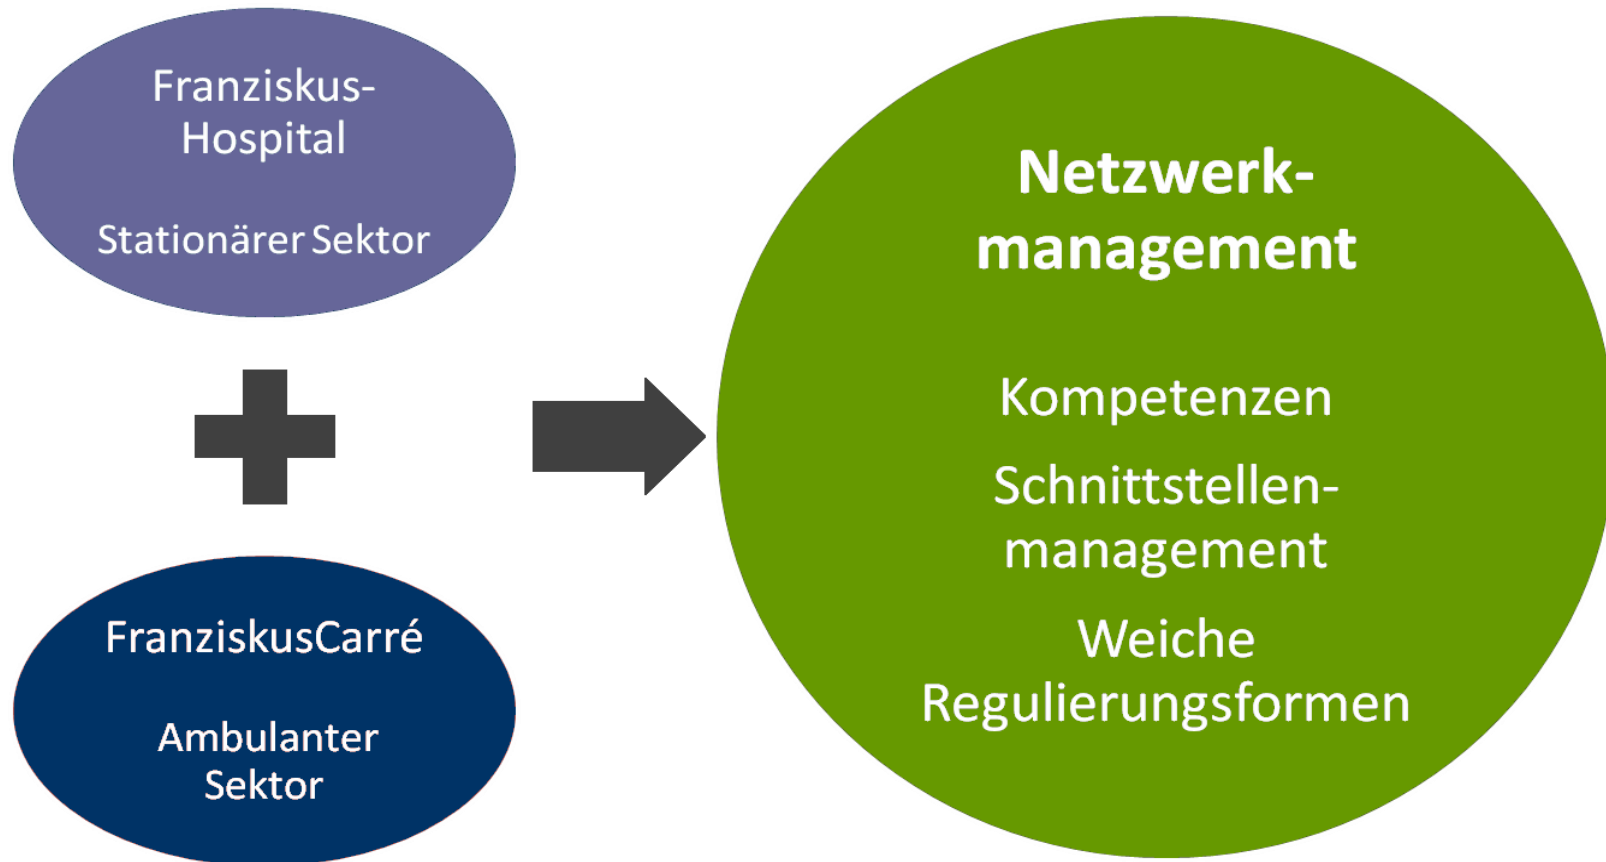 Franziskus-
Hospital
Stationärer Sektor
FranziskusCarré
Ambulanter
Sektor
Netzwerk-
management
Kompetenzen
Schnittstellen-
management
Weiche
Regulierungsformen